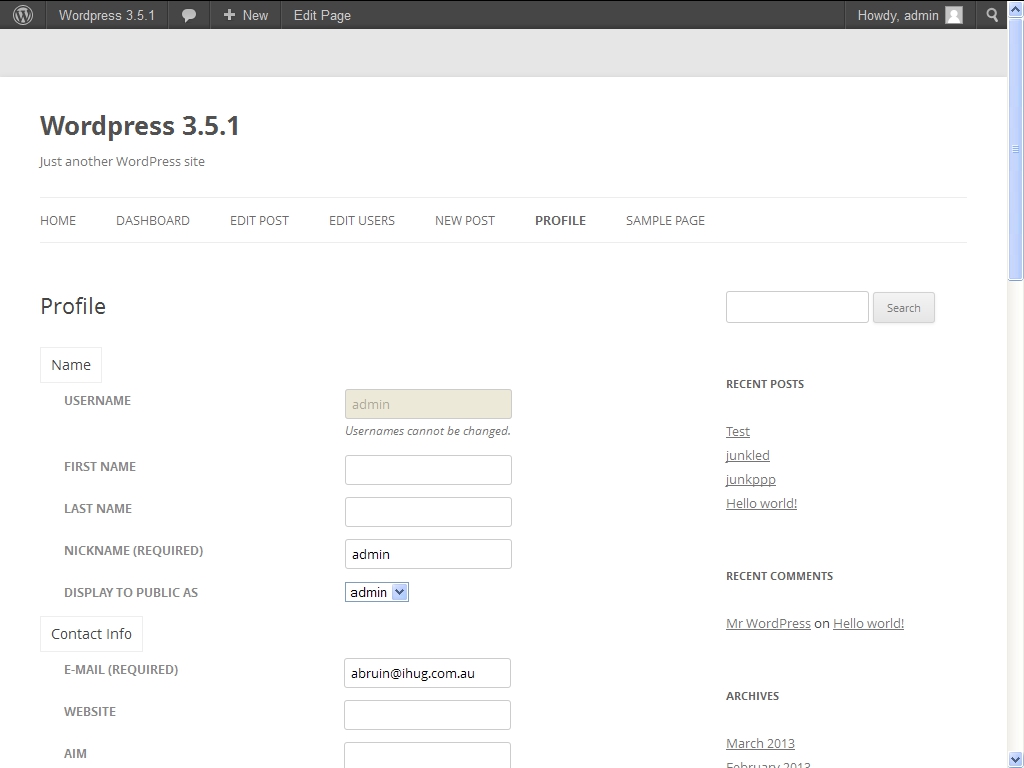 Wordpress 3.5.1
New
Edit Page
Howdy, admin
Wordpress 3.5.1
Just another WordPress site
HOME
DASHBOARD
EDIT POST
EDIT USERS
NEW POST
PROFILE
SAMPLE PAGE
Profile
Search
Name
USERNAME
admin
Usernames cannot be changed.
FIRST NAME
LAST NAME
NICKNAME (REQUIRED)
admin
DISPLAY TO PUBLIC AS
admin
Contact Info
E-MAIL (REQUIRED)
abruin@ihug.com.au
WEBSITE
AIM
RECENT POSTS
Test
junkled
junkppp
Hello world!
RECENT COMMENTS
Mr WordPress on Hello world!
ARCHIVES
March 2013
February 2013